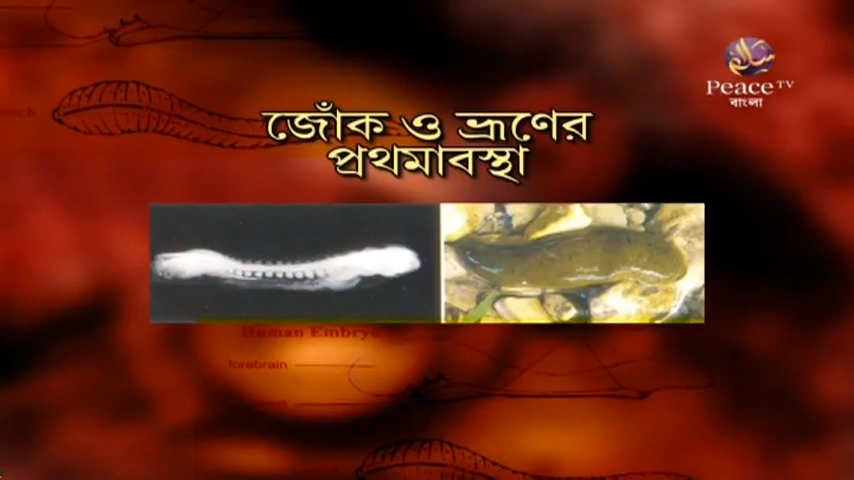 Peace TV
বাংলা
জোঁক ও ভ্রূণের
প্রথমাবস্থা
Human Embryo
forebrain